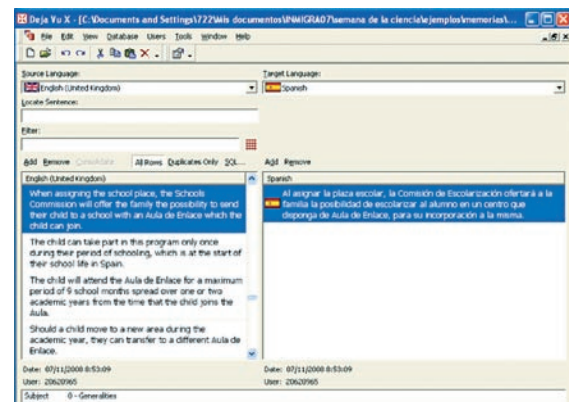 Deja Vu X - [C:\Documents and Settings\722\Mis documentos\INMIGRA07\semana de la ciencia\ejemplos\memorias\...
File Edit View Database Users Tools Window Help
Source Language:
Target Language:
English (United Kingdom)
Spanish
Locate Sentence:
Filter:
Add Remove Consolidate All Rows Duplicates Only SQL...
Add Remove
English (United Kingdom)
Spanish
When assigning the school place, the Schools
Commission will offer the family the possibility to send
their child to a school with an Aula de Enlace which the
child can join.
Al asignar la plaza escolar, la Comisión de Escolarización ofertará a la
familia la posibilidad de escolarizar al alumno en un centro que
disponga de Aula de Enlace, para su incorporación a la misma.
The child can take part in this program only once
during their period of schooling, which is at the start of
their school life in Spain.
The child will attend the Aula de Enlace for a maximum
period of 9 school months spread over one or two
academic years from the time that the child joins the
Aula.
Should a child move to a new area during the
academic year, they can transfer to a different Aula de
Enlace.
Date: 07/11/2008 8:53:09
Date: 07/11/2008 8:53:09
User: 20620965
User: 20620965
Subject 0 - Generalities